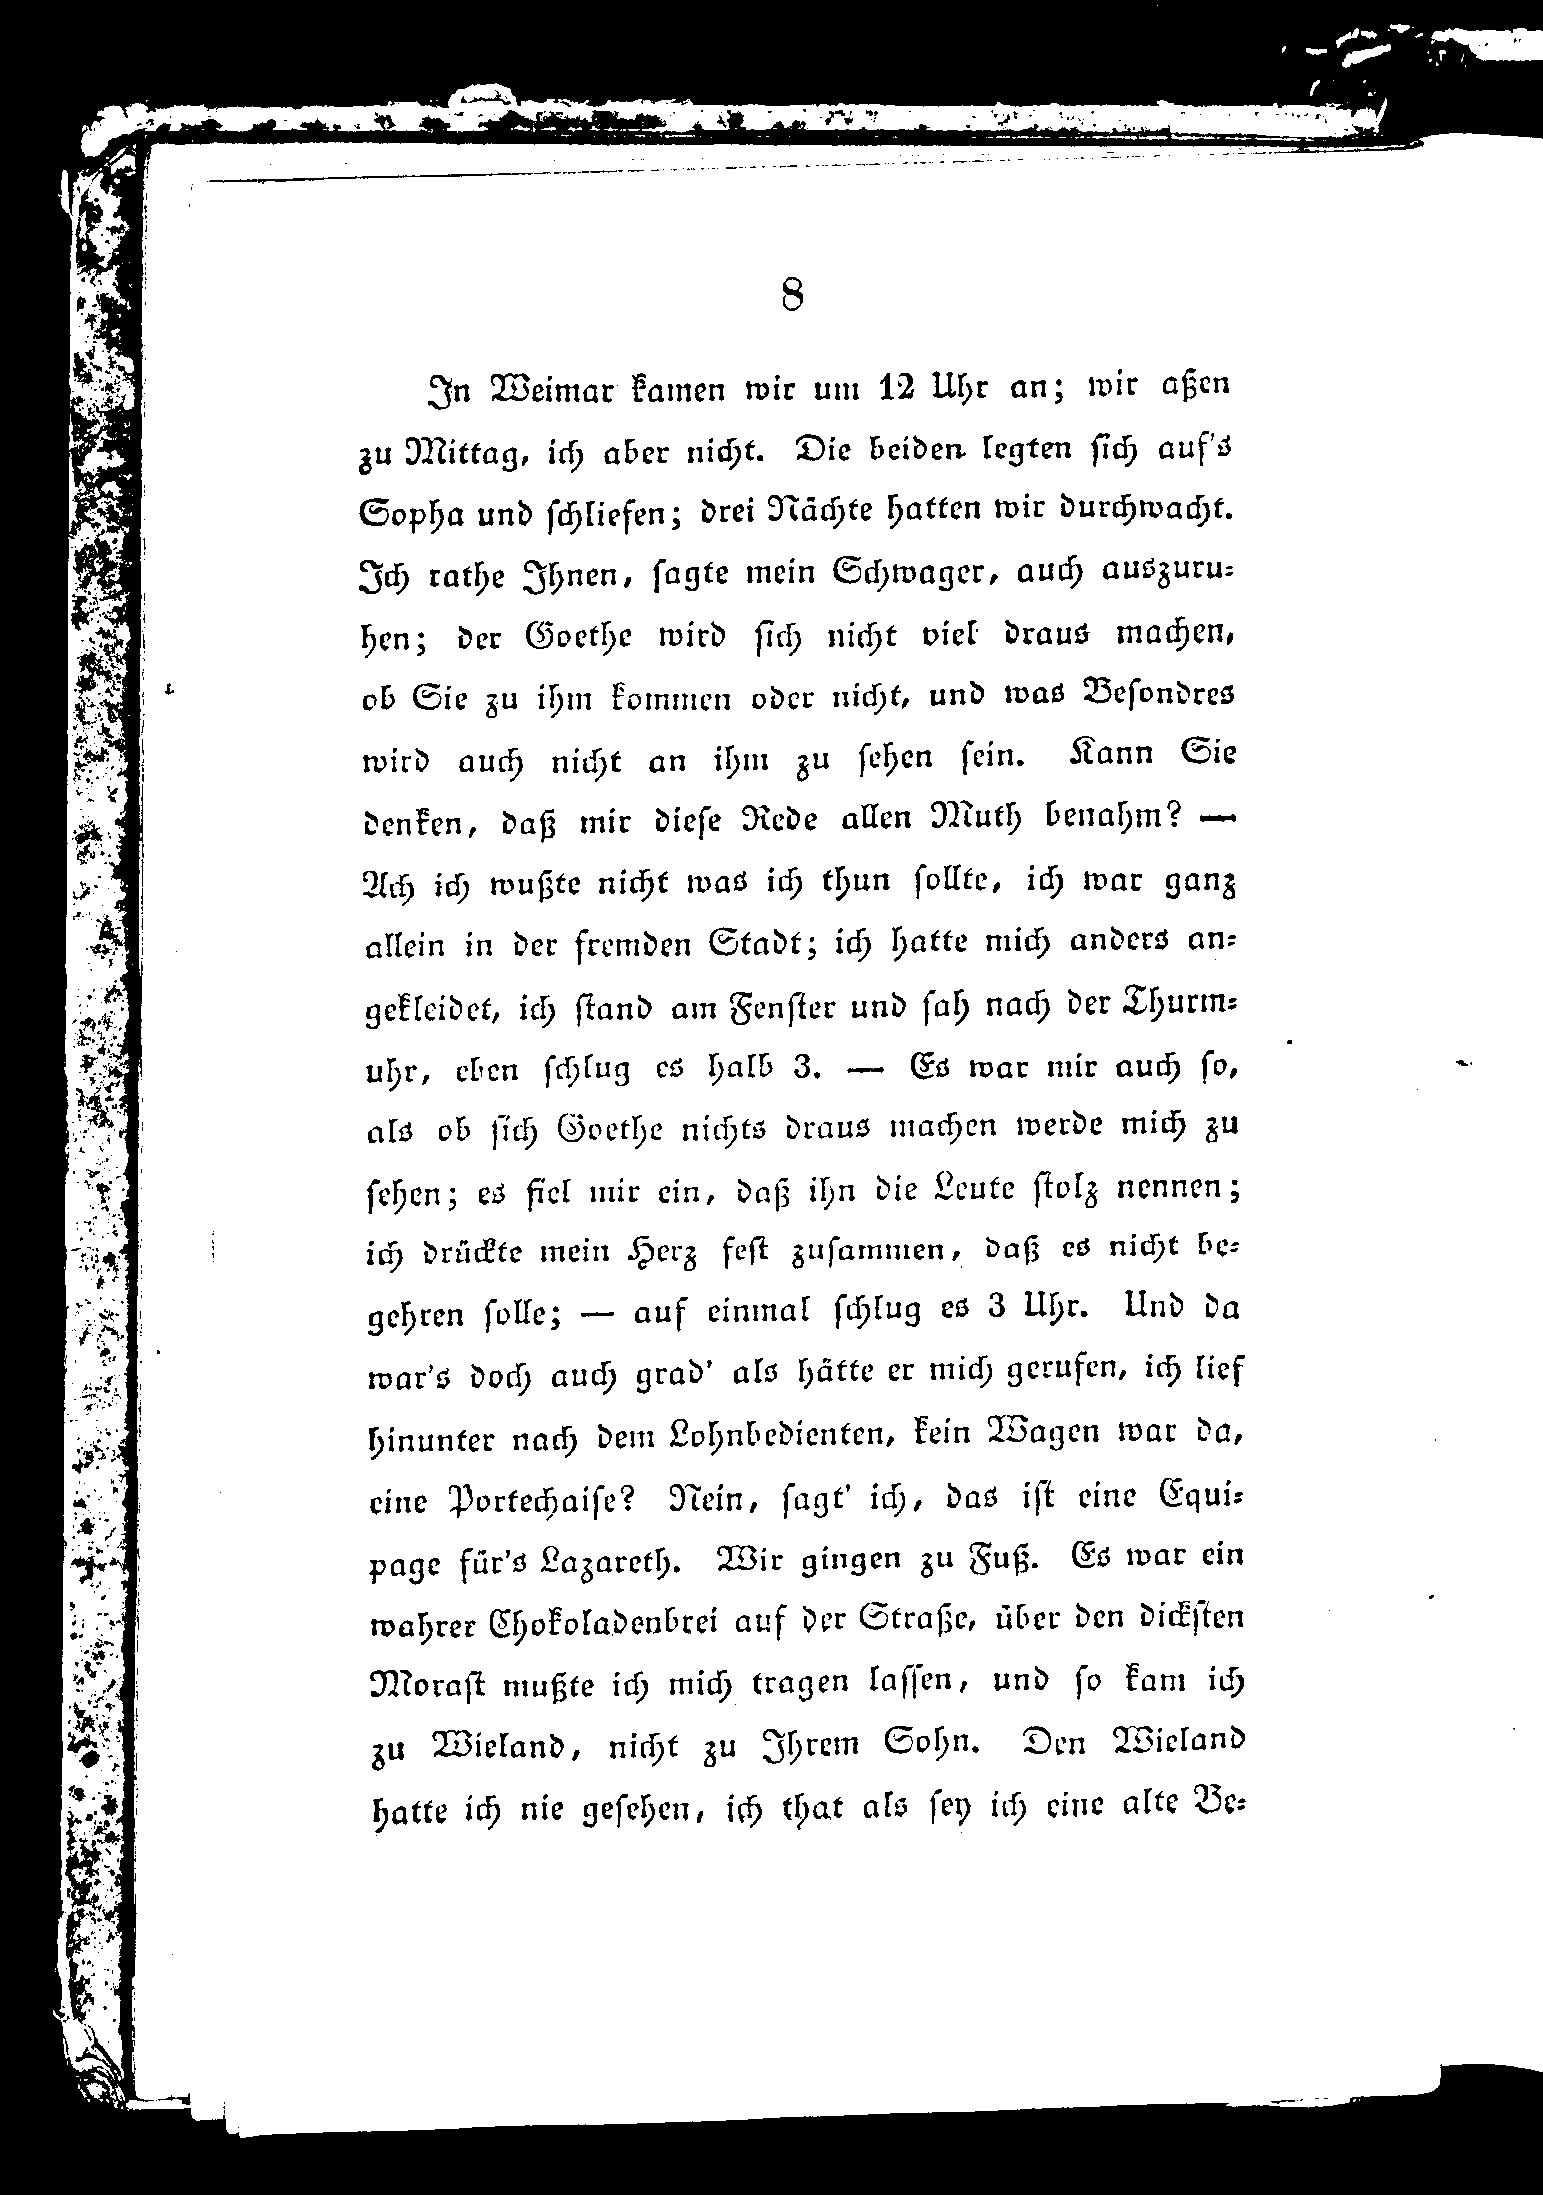 8
In Weimar kamen wir um 12 Uhr an; wir aßen
zu Mittag, ich aber nicht. Die beiden legten ſich auf's
Sopha und ſchliefen; drei Nächte hatten wir durchwacht.
Ich rathe Ihnen, ſagte mein Schwager, auch auszuru⸗
hen; der Goethe wird ſich nicht viel draus machen,
ob Sie zu ihm kommen oder nicht, und was Beſondres
wird auch nicht an ihm zu ſehen ſein. Kann Sie
denken, daß mir dieſe Rede allen Muth benahm? —
Ach ich wußte nicht was ich thun ſollte, ich war ganz
allein in der fremden Stadt; ich hatte mich anders an⸗
gekleidet, ich ſtand am Fenſter und ſah nach der Thurm⸗
uhr, eben ſchlug es halb 3. — Es war mir auch ſo,
als ob ſich Goethe nichts draus machen werde mich zu
ſehen; es fiel mir ein, daß ihn die Leute ſtolz nennen;
ich drückte mein Herz feſt zuſammen, daß es nicht be⸗
gehren ſolle; — auf einmal ſchlug es 3 Uhr. Und da
war's doch auch grad' als hätte er mich gerufen, ich lief
hinunter nach dem Lohnbedienten, kein Wagen war da,
eine Portechaiſe? Nein, ſagt' ich, das iſt eine Equi⸗
page für's Lazareth. Wir gingen zu Fuß. Es war ein
wahrer Chokoladenbrei auf der Straße, über den dickſten
Moraſt mußte ich mich tragen laſſen, und ſo kam ich
zu Wieland, nicht zu Ihrem Sohn. Den Wieland
hatte ich nie geſehen, ich that als ſey ich eine alte Be⸗